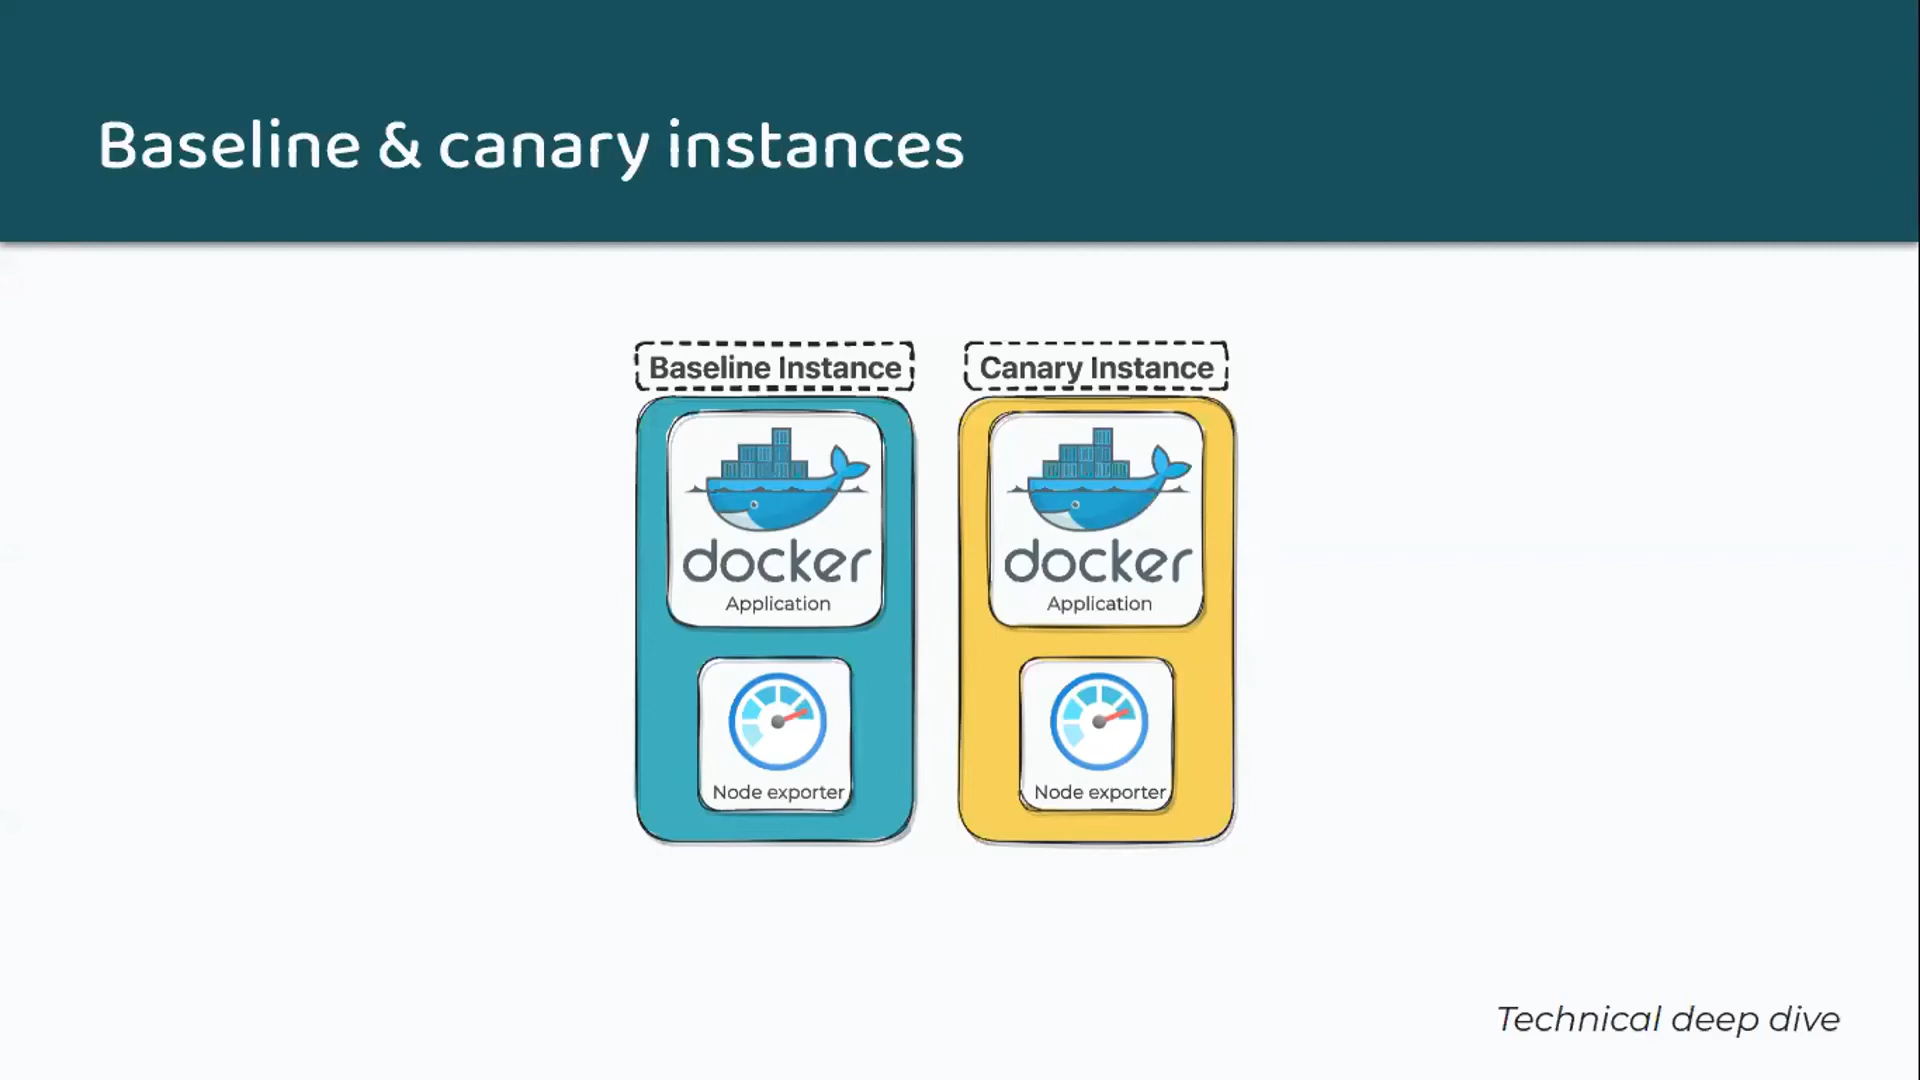 Baseline & canary instances
Baseline Instance
Canary Instance
docker
Application
docker
Application
Node exporter
Node exporter
Technical deep dive